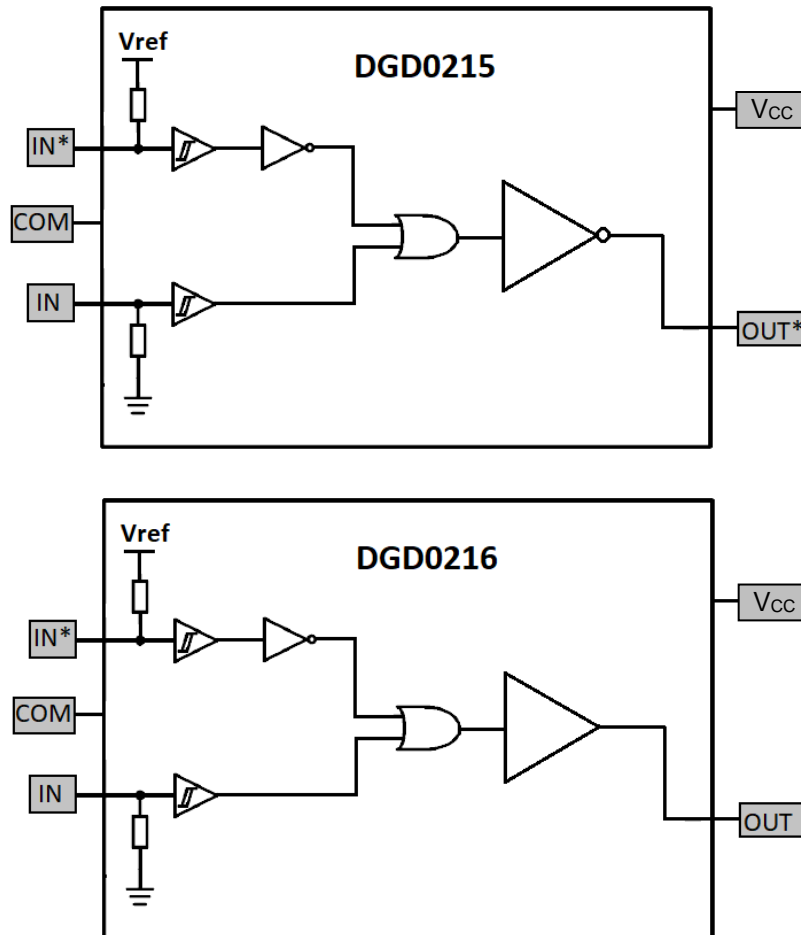 Vref
DGD0215
VCC
IN*
COM
IN
OUT*
Vref
DGD0216
VCC
IN*
COM
IN
OUT